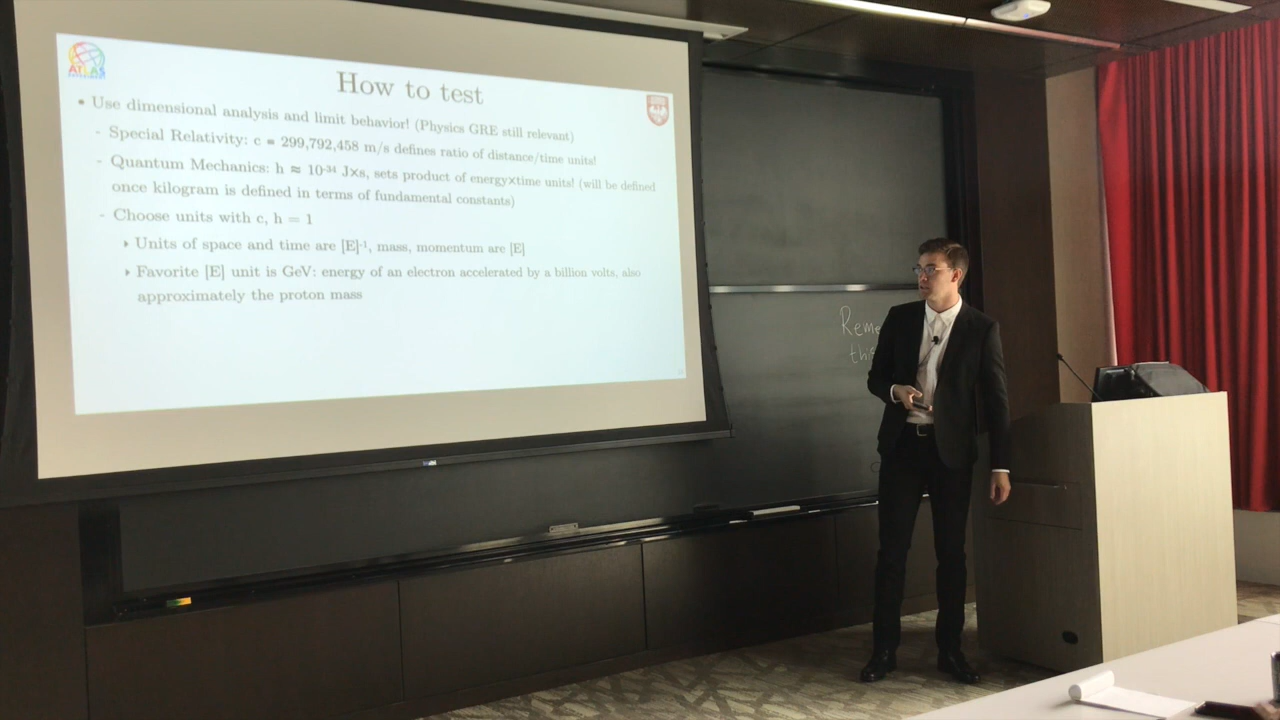 ATLAS
How to test
• Use dimensional analysis and limit behavior! (Physics GRE still relevant)
- Special Relativity: c = 299,792,458 m/s defines ratio of distance/time units!
- Quantum Mechanics: h ≈ 10⁻³⁴ J×s, sets product of energy×time units! (will be defined
once kilogram is defined in terms of fundamental constants)
- Choose units with c, h = 1
‣ Units of space and time are [E]⁻¹, mass, momentum are [E]
‣ Favorite [E] unit is GeV: energy of an electron accelerated by a billion volts, also
approximately the proton mass
Reme
this